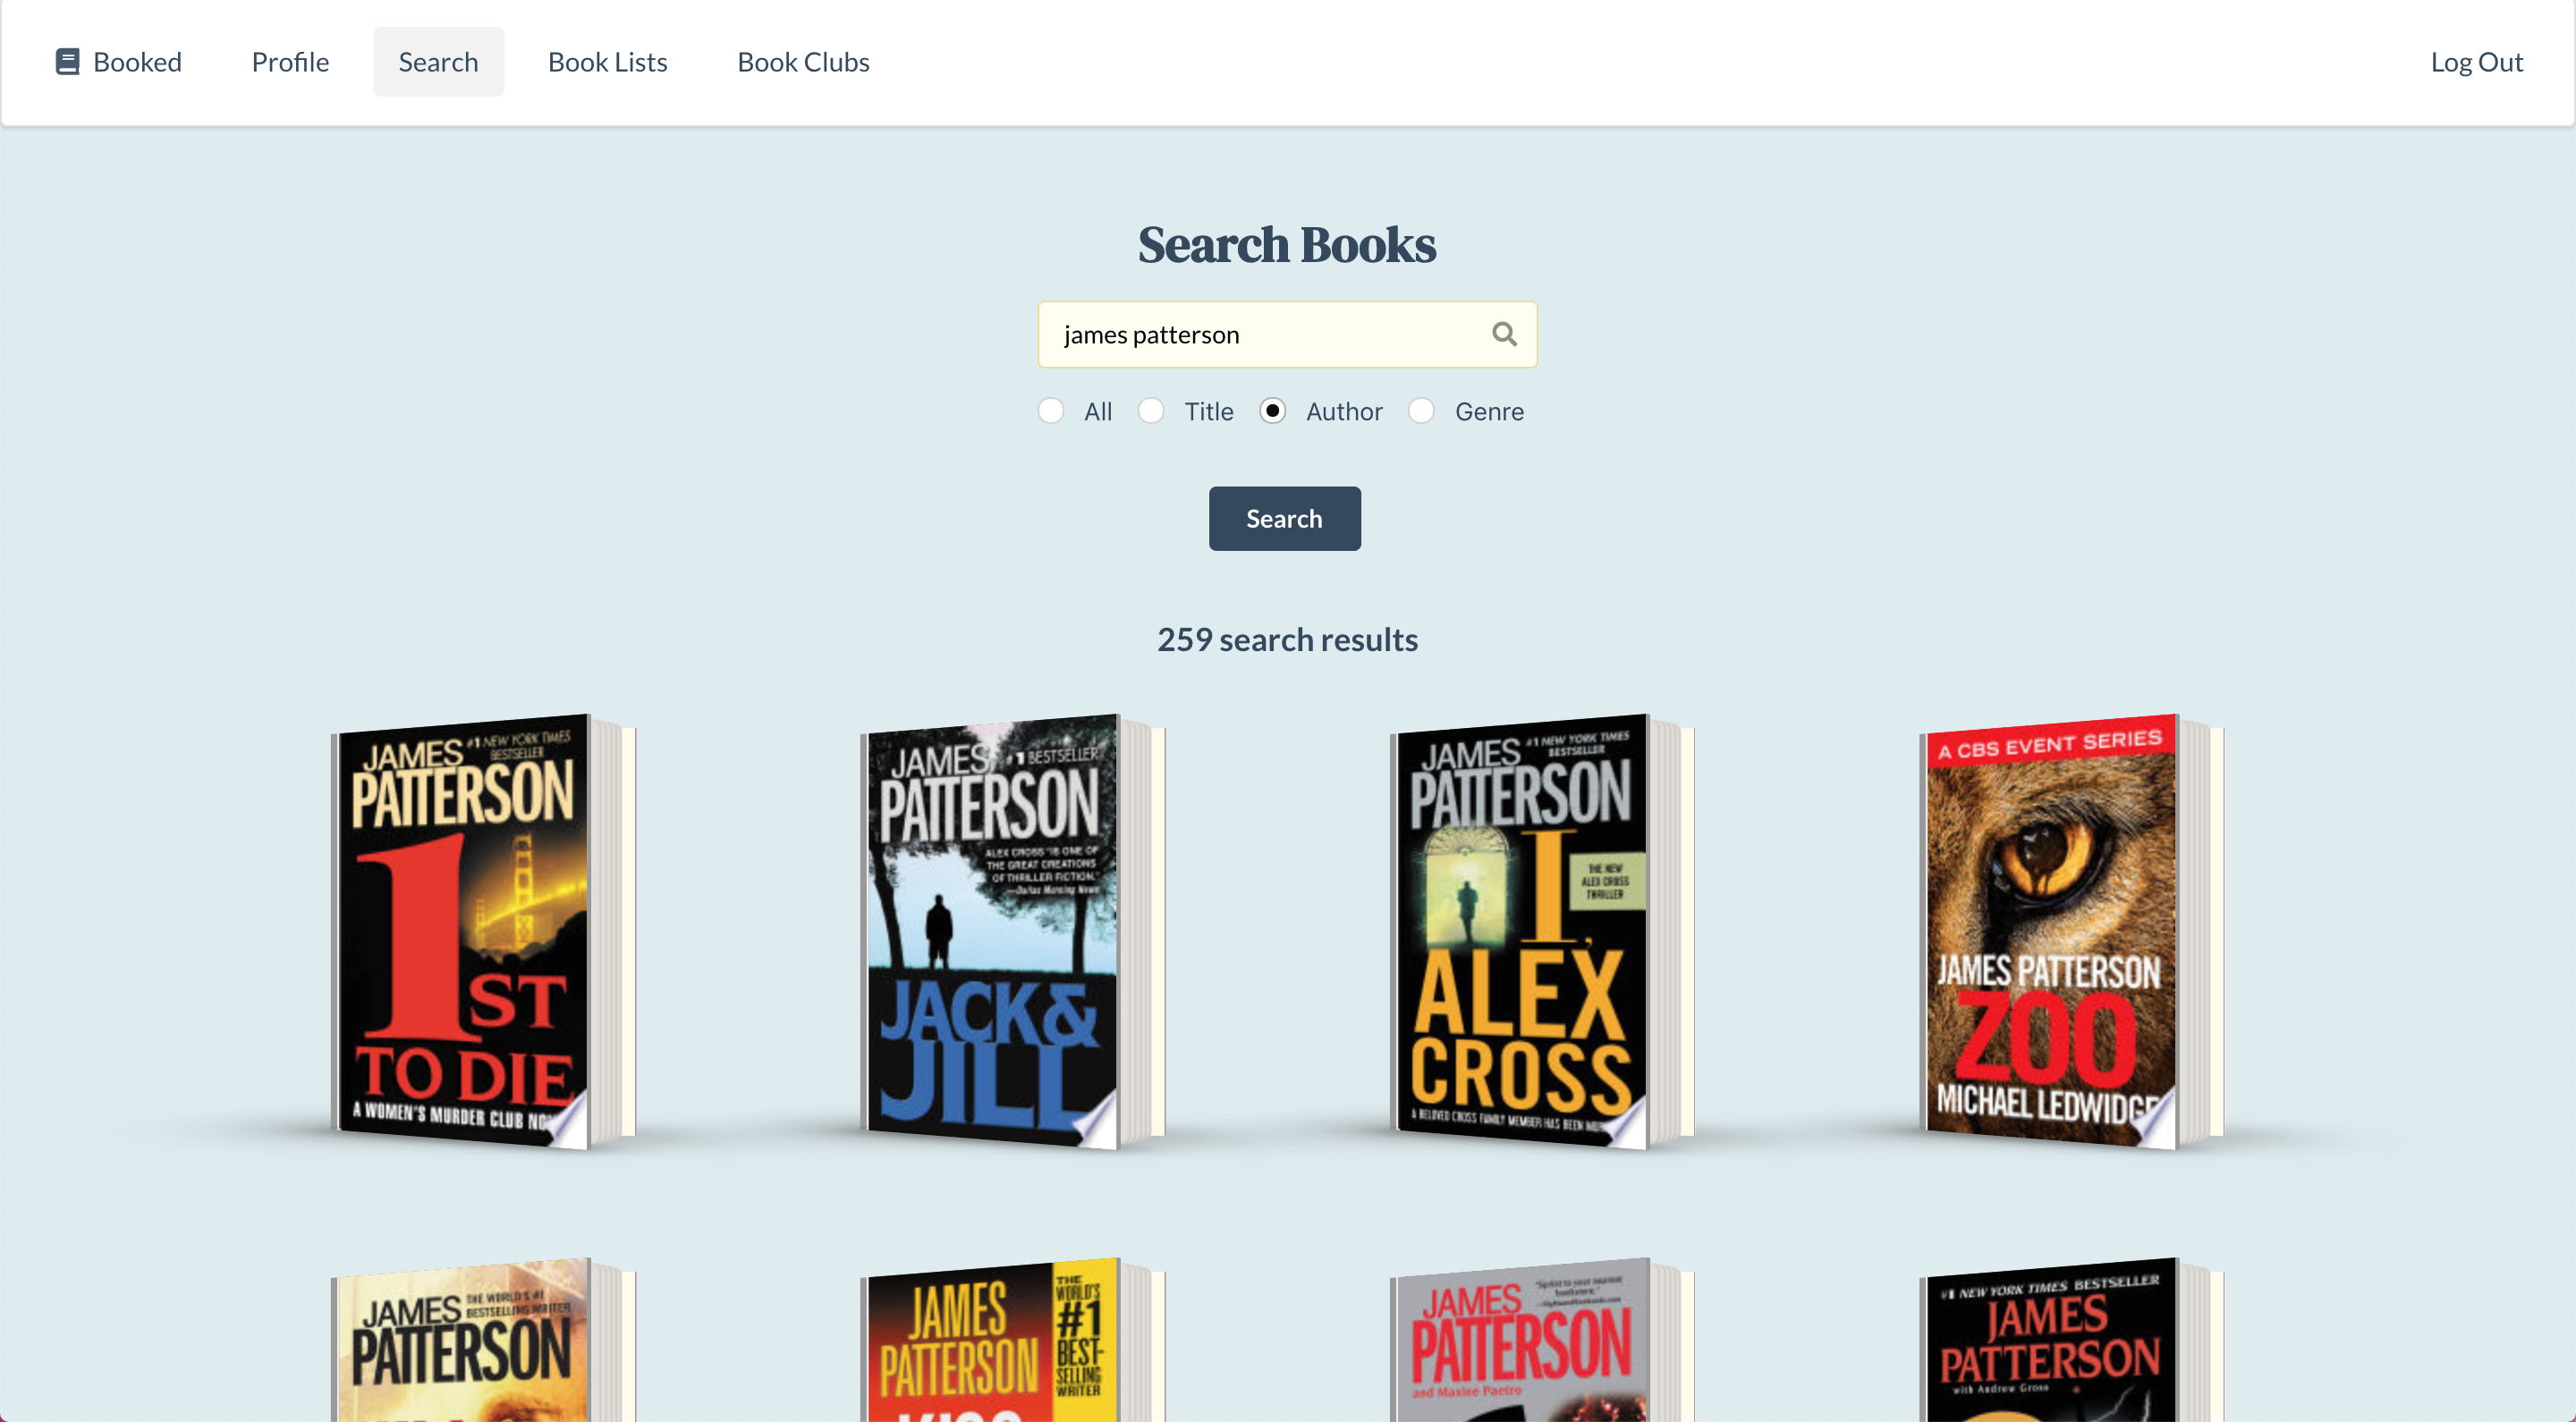 Booked Profile Search Book Lists Book Clubs Log Out
Search Books
james patterson
All Title Author Genre
Search
259 search results
JAMES #1 NEW YORK TIMES
BESTSELLER
PATTERSON
1ST
TO DIE
A WOMEN'S MURDER CLUB
JAMES #1 BESTSELLER
PATTERSON
ALEX CROSS "IS ONE OF
THE GREAT CREATIONS
OF THRILLER FICTION."
—Dallas Morning News
JACK &
JILL
JAMES #1 NEW YORK TIMES
BESTSELLER
PATTERSON
I,
THE NEW
ALEX CROSS
THRILLER
ALEX
CROSS
A BELOVED CROSS FAMILY MEMBER HAS BEEN
A CBS EVENT SERIES
JAMES PATTERSON
ZOO
MICHAEL LEDWIDGE
JAMES THE WORLD'S #1
BESTSELLING WRITER
PATTERSON
JAMES
PATTERSON
THE
WORLD'S
#1
BEST-
SELLING
WRITER
JAMES
PATTERSON
and Maxine Paetro
#1 NEW YORK TIMES BESTSELLER
JAMES
PATTERSON
with Andrew Gross